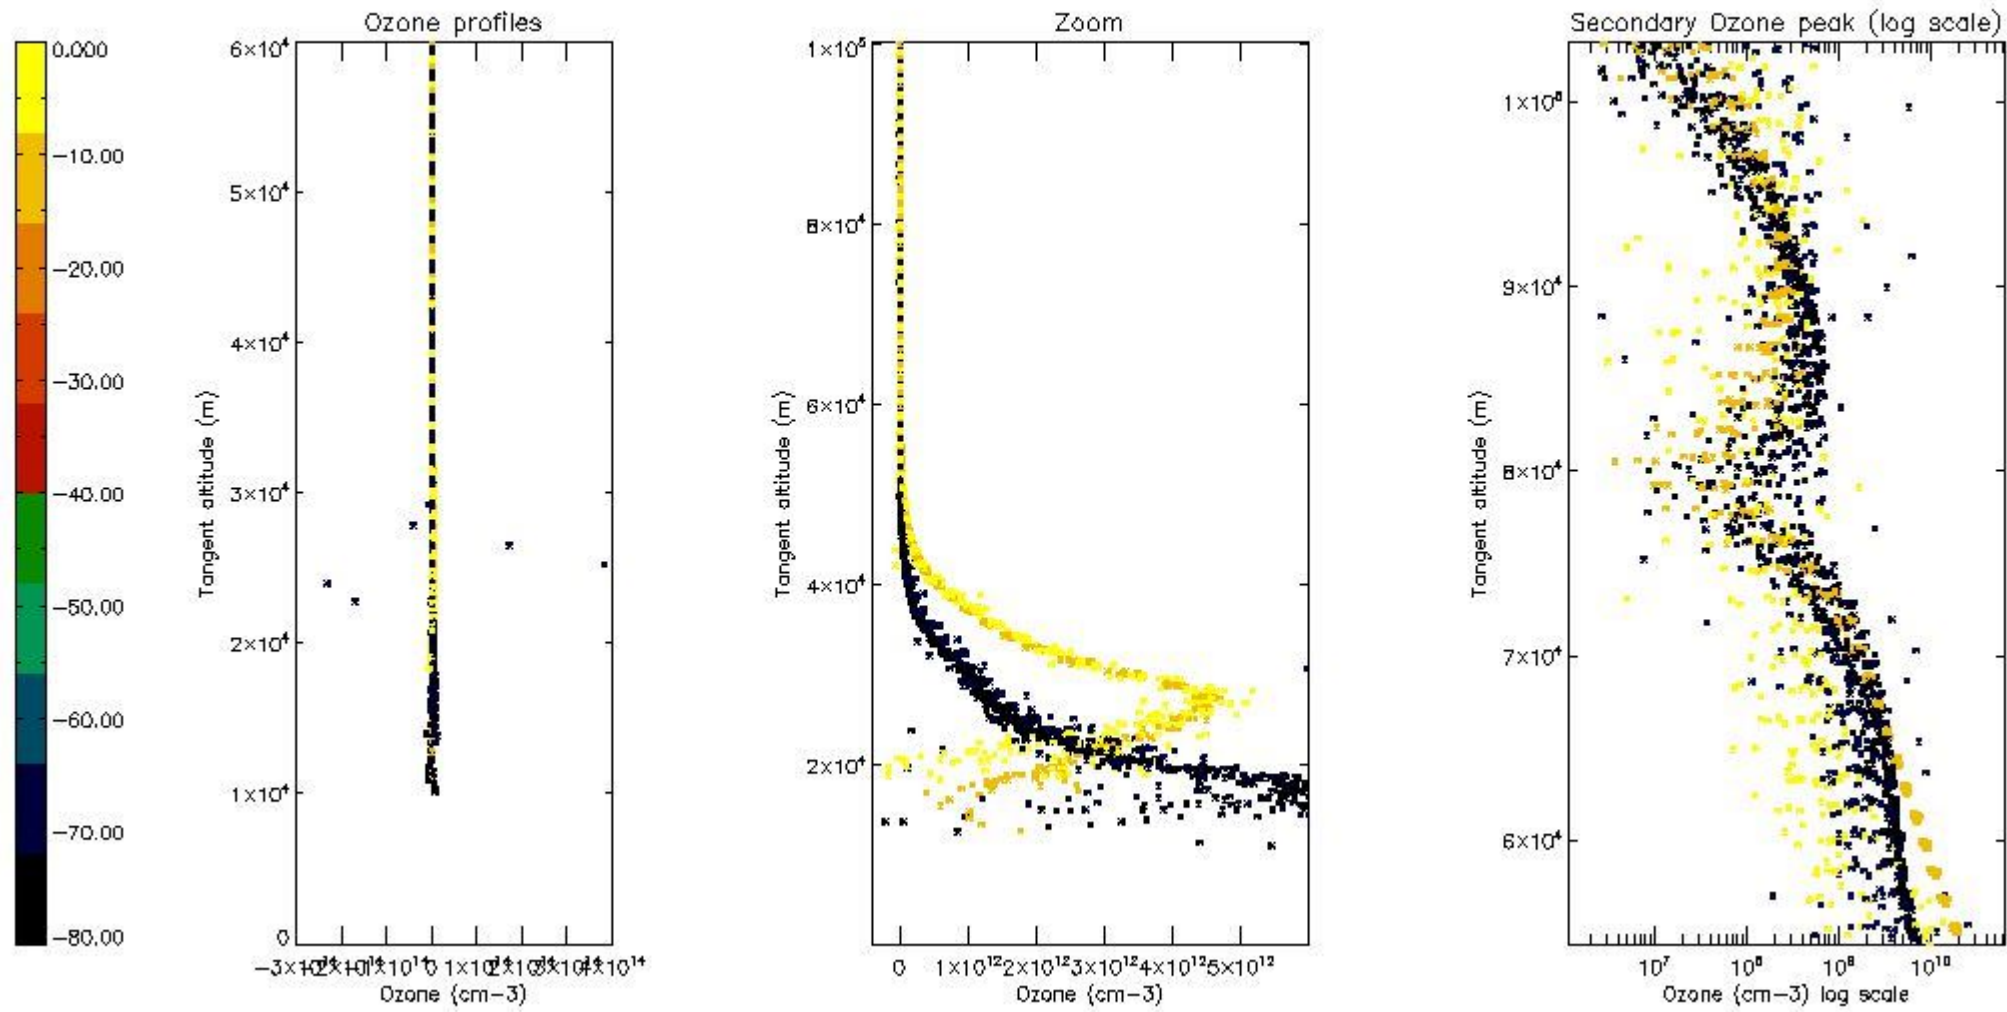 Ozone profiles
Zoom
Secondary Ozone peak (log scale)
0.000
-10.00
-20.00
-30.00
-40.00
-50.00
-60.00
-70.00
-80.00
6×10⁴
5×10⁴
4×10⁴
3×10⁴
2×10⁴
1×10⁴
0
Tangent altitude (m)
0
4×10¹⁴
Ozone (cm-3)
1×10⁵
8×10⁴
6×10⁴
4×10⁴
2×10⁴
Tangent altitude (m)
0 1×10¹² 2×10¹² 3×10¹² 4×10¹² 5×10¹²
Ozone (cm-3)
9×10⁴
8×10⁴
7×10⁴
6×10⁴
Tangent altitude (m)
10⁷ 10⁸ 10⁹ 10¹⁰
Ozone (cm-3) log scale